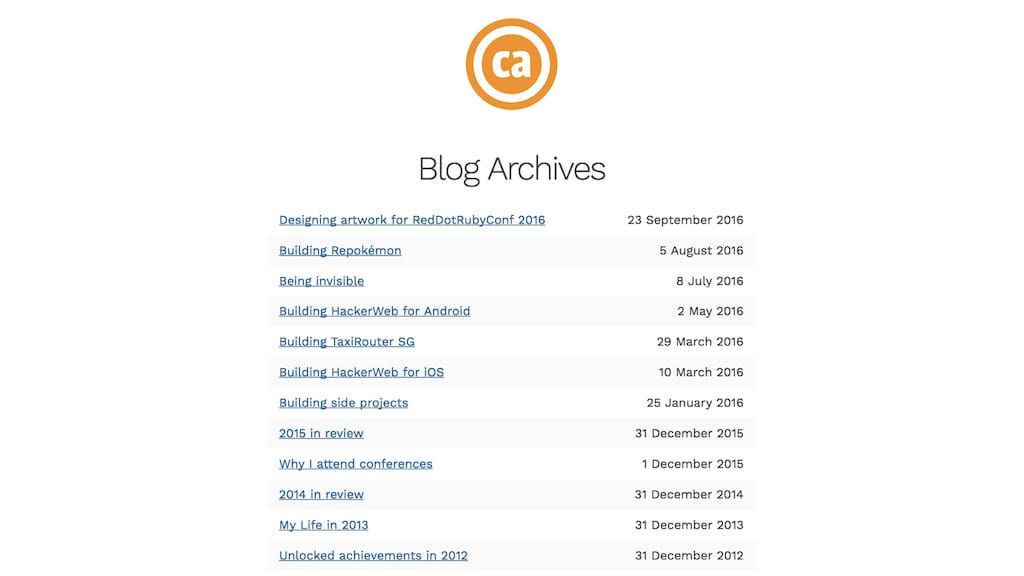 ca
Blog Archives
Designing artwork for RedDotRubyConf 2016 23 September 2016
Building Repokémon 5 August 2016
Being invisible 8 July 2016
Building HackerWeb for Android 2 May 2016
Building TaxiRouter SG 29 March 2016
Building HackerWeb for iOS 10 March 2016
Building side projects 25 January 2016
2015 in review 31 December 2015
Why I attend conferences 1 December 2015
2014 in review 31 December 2014
My Life in 2013 31 December 2013
Unlocked achievements in 2012 31 December 2012